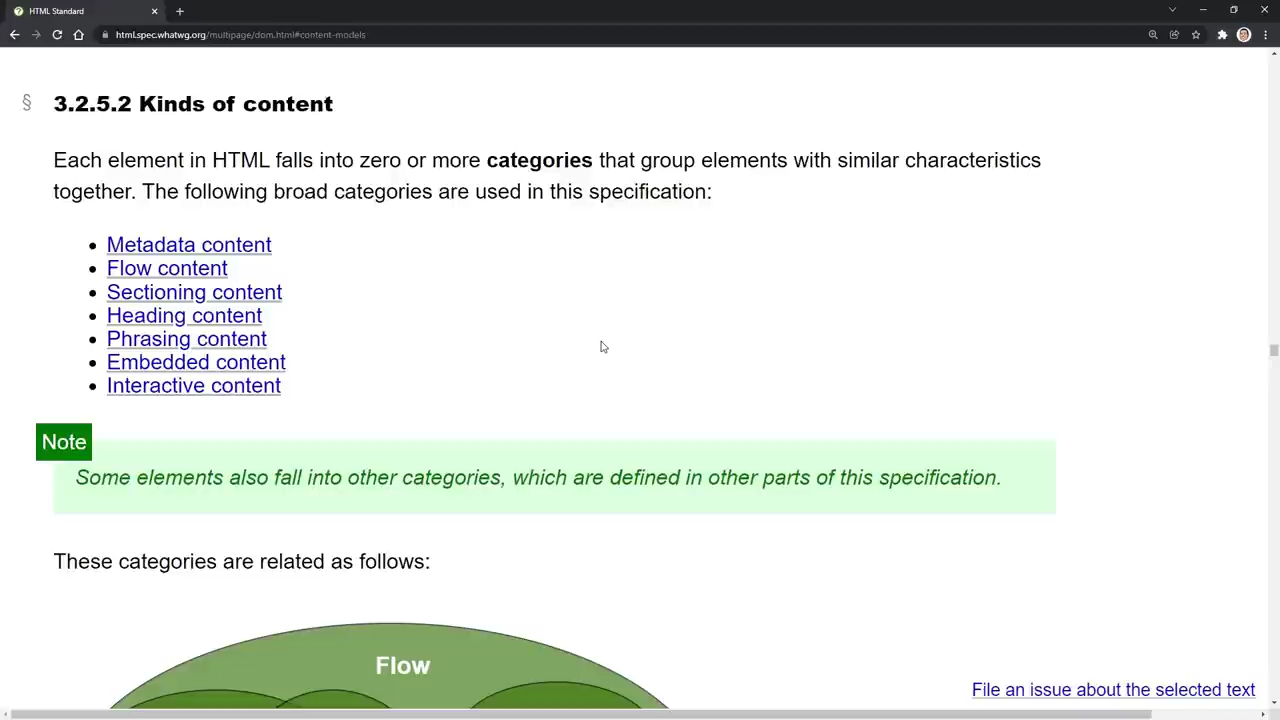 HTML Standard
html.spec.whatwg.org/multipage/dom.html#content-models
§ 3.2.5.2 Kinds of content
Each element in HTML falls into zero or more categories that group elements with similar characteristics
together. The following broad categories are used in this specification:
• Metadata content
• Flow content
• Sectioning content
• Heading content
• Phrasing content
• Embedded content
• Interactive content
Note
Some elements also fall into other categories, which are defined in other parts of this specification.
These categories are related as follows:
Flow
File an issue about the selected text